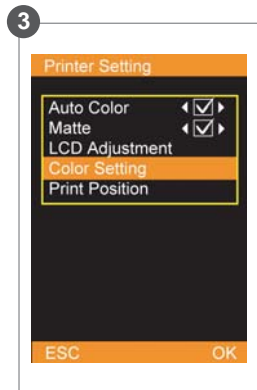 3
Printer Setting
Auto Color
Matte
LCD Adjustment
Color Setting
Print Position
ESC OK